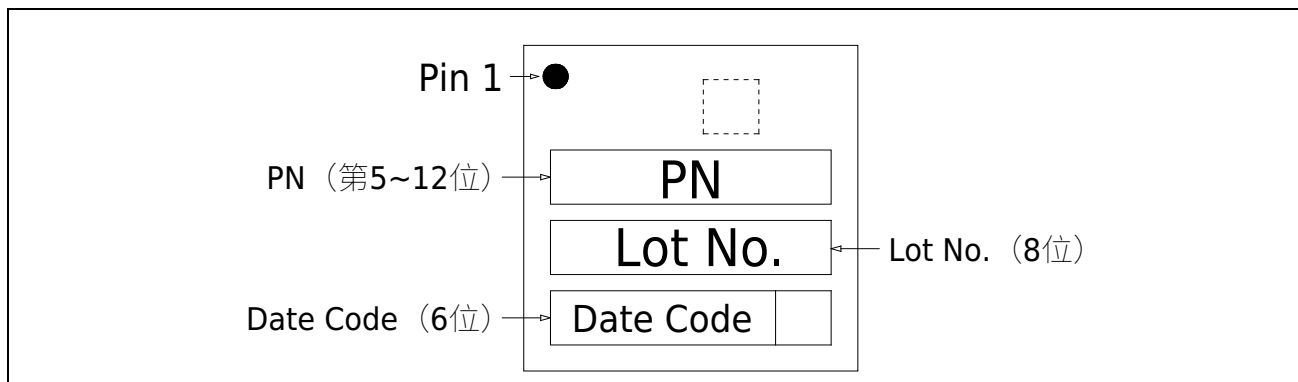 Pin 1
PN（第5~12位）
PN
Lot No.
Lot No.（8位）
Date Code（6位）
Date Code